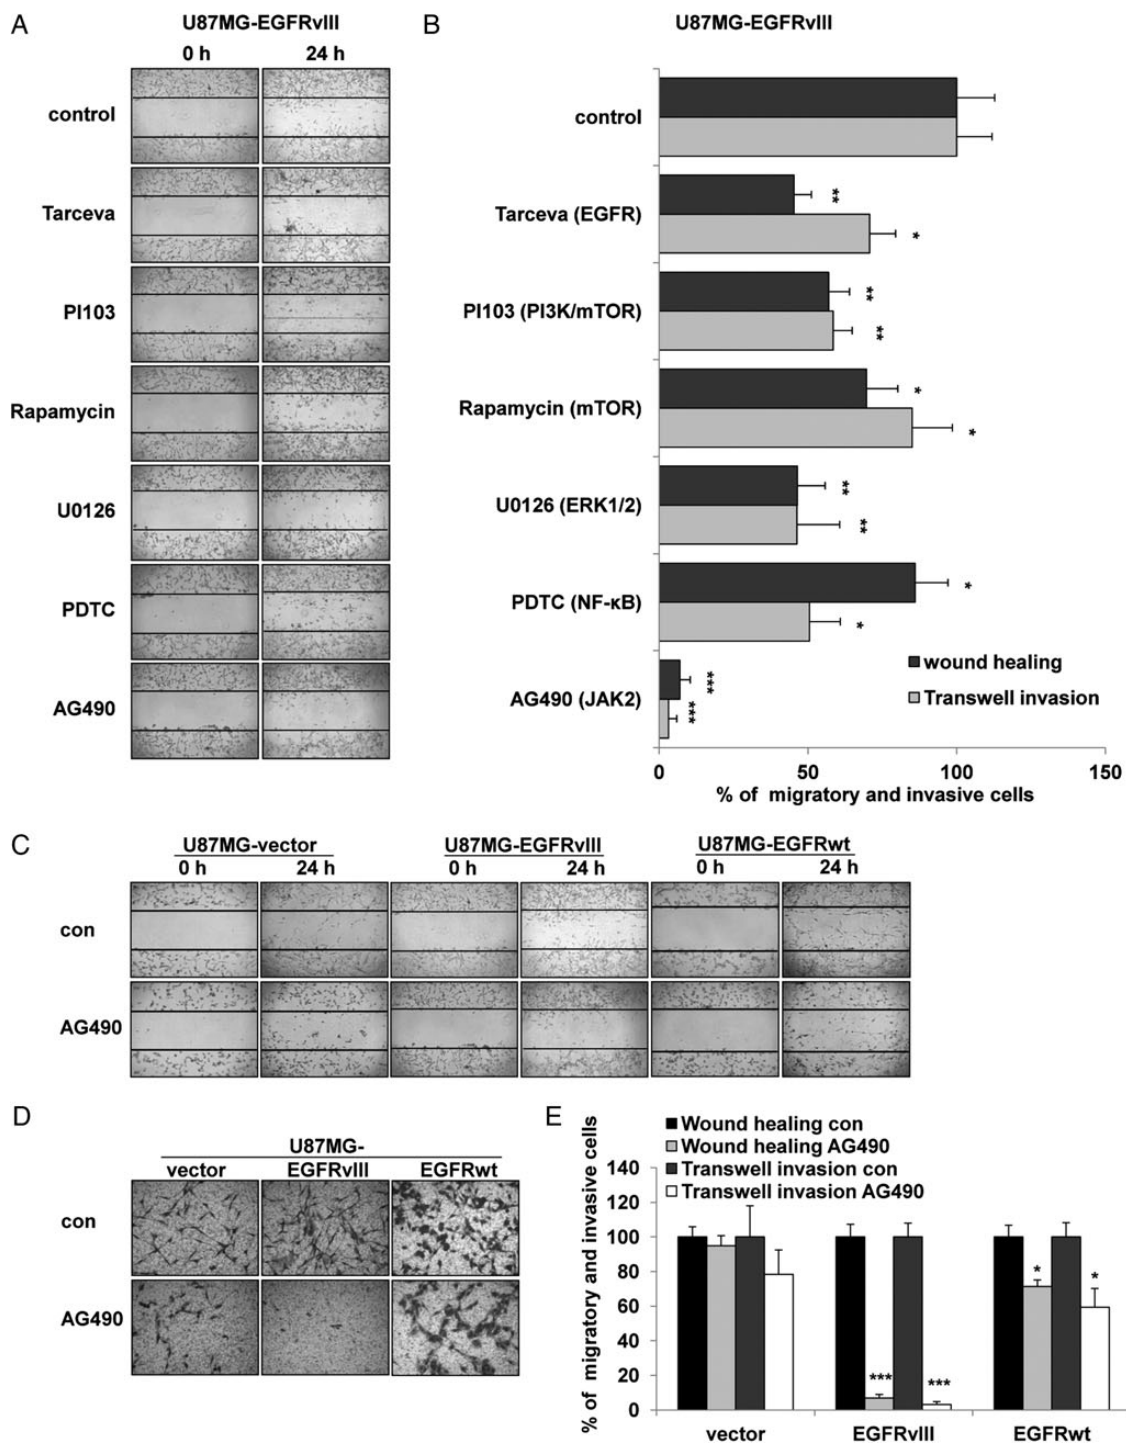 A
U87MG-EGFRvIII
0 h 24 h
control
Tarceva
PI103
Rapamycin
U0126
PDTC
AG490
B
U87MG-EGFRvIII
control
Tarceva (EGFR)
**
*
PI103 (PI3K/mTOR)
**
**
Rapamycin (mTOR)
*
*
U0126 (ERK1/2)
**
**
PDTC (NF-κB)
*
*
AG490 (JAK2)
***
***
wound healing
Transwell invasion
0 50 100 150
% of migratory and invasive cells
C
U87MG-vector U87MG-EGFRvIII U87MG-EGFRwt
0 h 24 h 0 h 24 h 0 h 24 h
con
AG490
D
U87MG-
vector EGFRvIII EGFRwt
con
AG490
E
Wound healing con
Wound healing AG490
Transwell invasion con
Transwell invasion AG490
% of migratory and invasive cells
140
120
100
80
60
40
20
0
*** *** * *
vector EGFRvIII EGFRwt